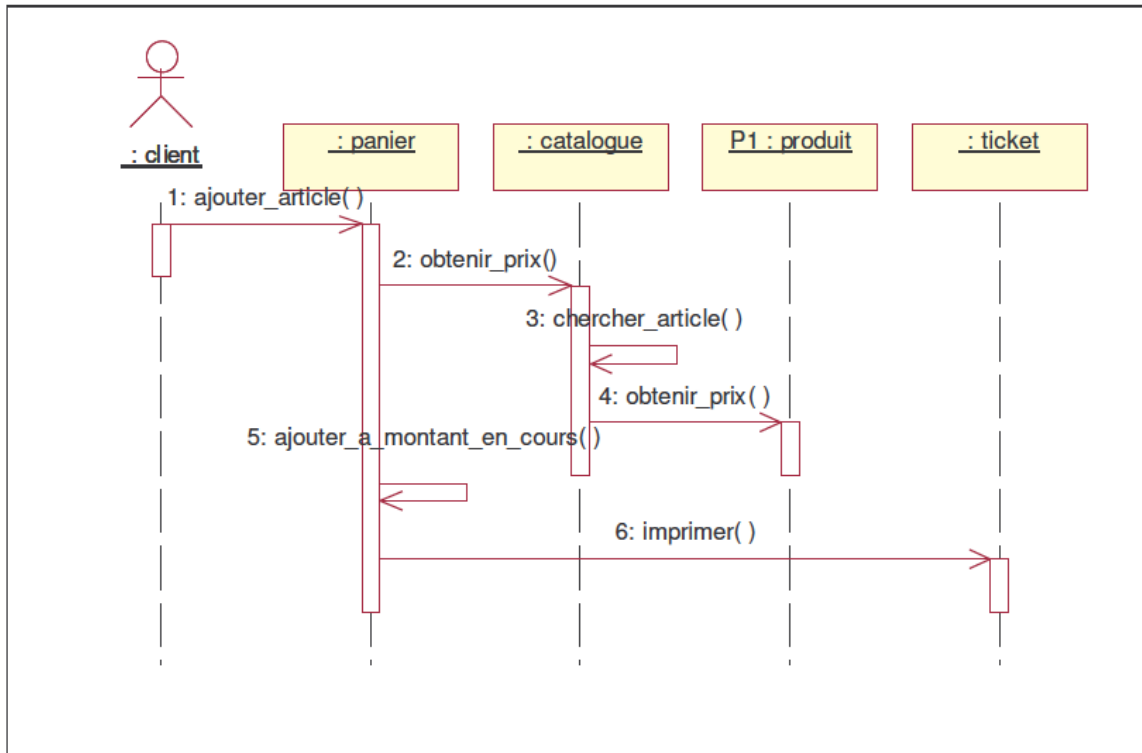 : client
: panier
: catalogue
P1 : produit
: ticket
1: ajouter_article( )
2: obtenir_prix()
3: chercher_article( )
4: obtenir_prix( )
5: ajouter_a_montant_en_cours( )
6: imprimer( )